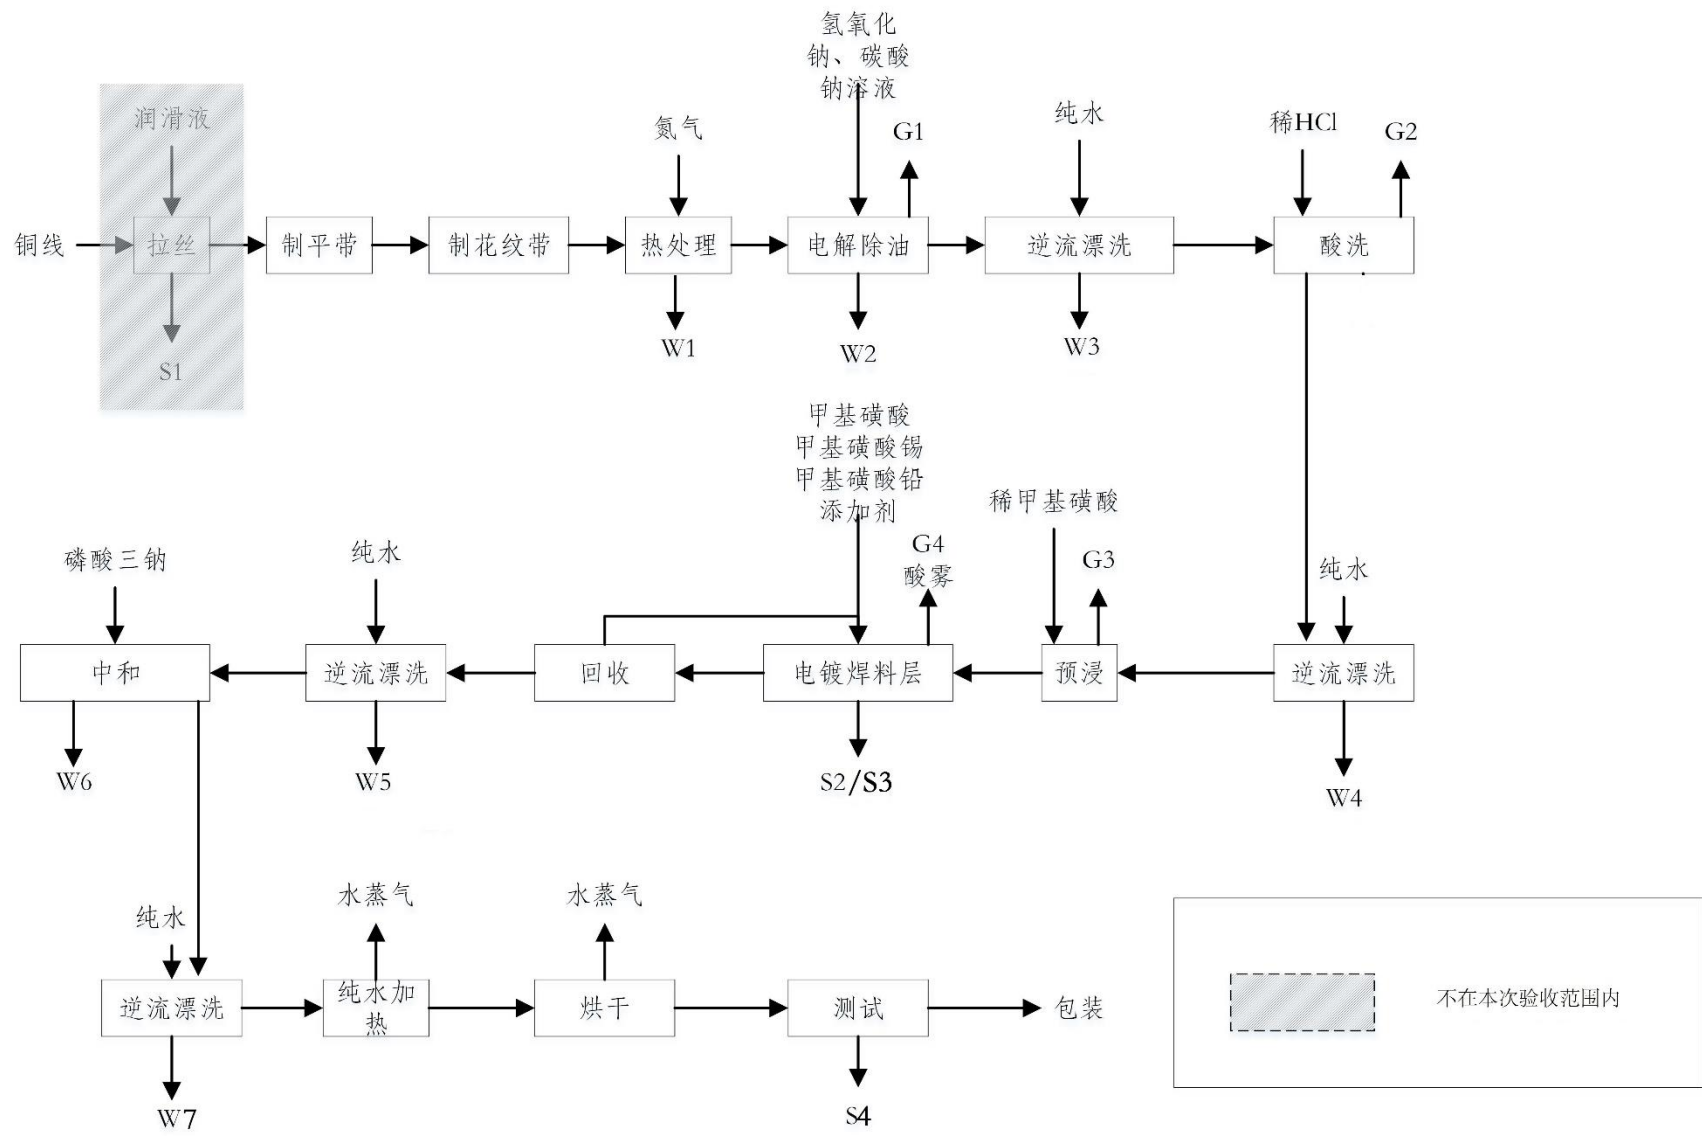 氢氧化
钠、碳酸
钠溶液
润滑液
氮气
G1
纯水
稀HCl
G2
铜线
拉丝
制平带
制花纹带
热处理
电解除油
逆流漂洗
酸洗
S1
W1
W2
W3
甲基磺酸
甲基磺酸锡
甲基磺酸铅
添加剂
稀甲基磺酸
磷酸三钠
纯水
G4
酸雾
G3
纯水
中和
逆流漂洗
回收
电镀焊料层
预浸
逆流漂洗
W6
W5
S2/S3
W4
纯水
水蒸气
水蒸气
逆流漂洗
纯水加
热
烘干
测试
包装
不在本次验收范围内
W7
S4